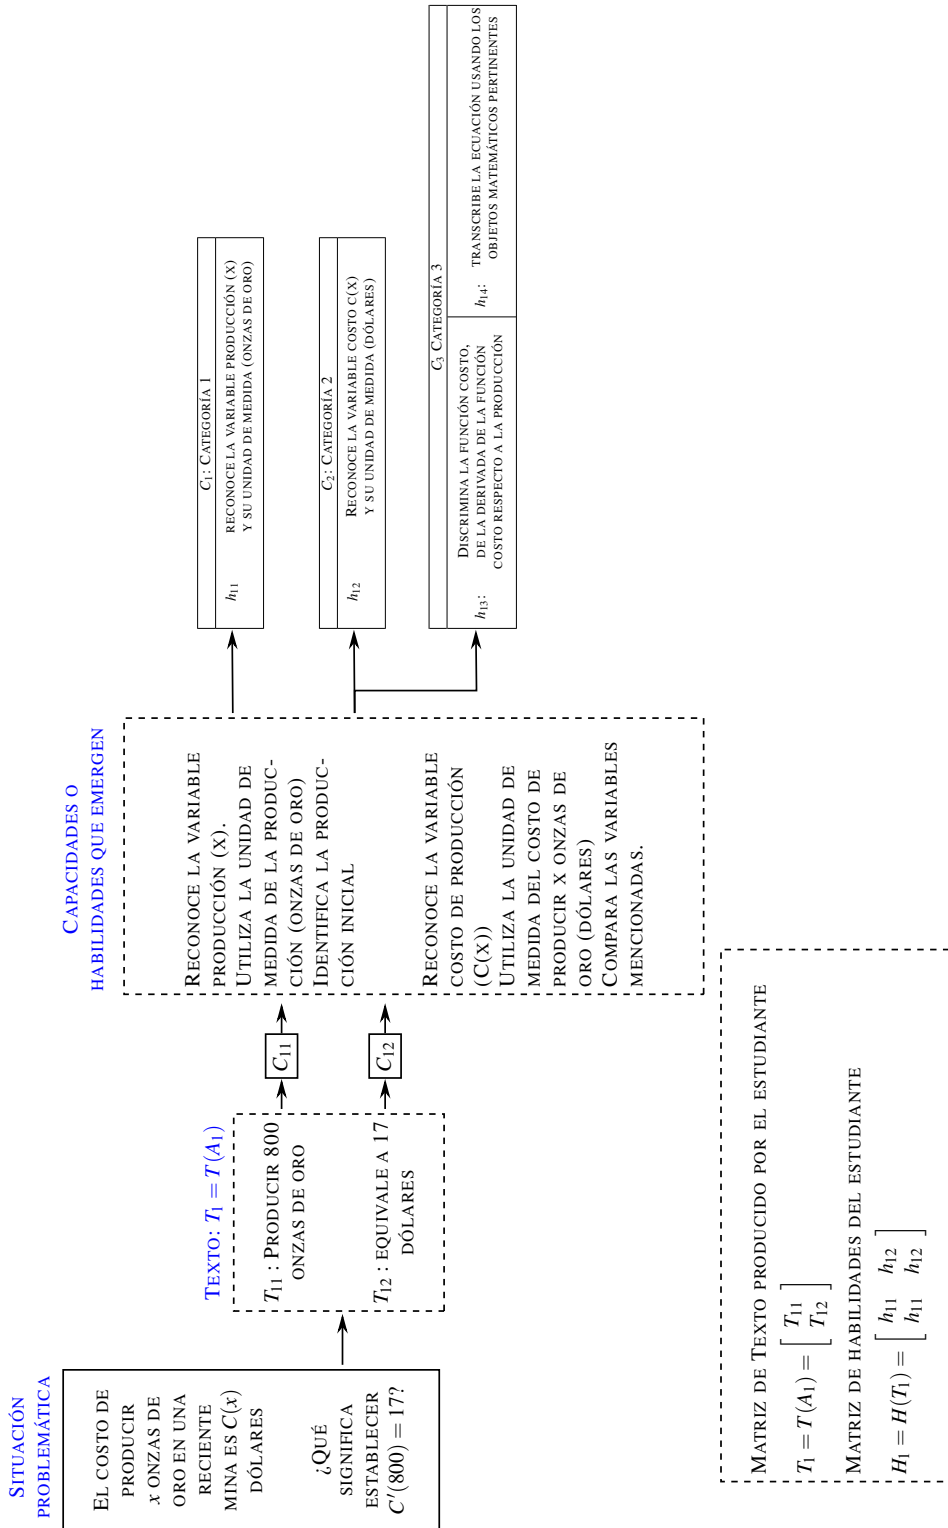 SITUACIÓN
PROBLEMÁTICA
EL COSTO DE
PRODUCIR
x ONZAS DE
ORO EN UNA
RECIENTE
MINA ES C(x)
DÓLARES
¿QUÉ
SIGNIFICA
ESTABLECER
C′(800) = 17?
TEXTO: T₁ = T(A₁)
T₁₁ : PRODUCIR 800
ONZAS DE ORO
T₁₂ : EQUIVALE A 17
DÓLARES
C₁₁
C₁₂
CAPACIDADES O
HABILIDADES QUE EMERGEN
RECONOCE LA VARIABLE
PRODUCCIÓN (X).
UTILIZA LA UNIDAD DE
MEDIDA DE LA PRODUC-
CIÓN (ONZAS DE ORO)
IDENTIFICA LA PRODUC-
CIÓN INICIAL
RECONOCE LA VARIABLE
COSTO DE PRODUCCIÓN
(C(X))
UTILIZA LA UNIDAD DE
MEDIDA DEL COSTO DE
PRODUCIR X ONZAS DE
ORO (DÓLARES)
COMPARA LAS VARIABLES
MENCIONADAS.
C₁: CATEGORÍA 1
h₁₁ RECONOCE LA VARIABLE PRODUCCIÓN (X)
Y SU UNIDAD DE MEDIDA (ONZAS DE ORO)
C₂: CATEGORÍA 2
h₁₂ RECONOCE LA VARIABLE COSTO C(X)
Y SU UNIDAD DE MEDIDA (DÓLARES)
C₃ CATEGORÍA 3
h₁₃: DISCRIMINA LA FUNCIÓN COSTO,
DE LA DERIVADA DE LA FUNCIÓN
COSTO RESPECTO A LA PRODUCCIÓN
h₁₄: TRANSCRIBE LA ECUACIÓN USANDO LOS
OBJETOS MATEMÁTICOS PERTINENTES
MATRIZ DE TEXTO PRODUCIDO POR EL ESTUDIANTE
T₁ = T(A₁) = [ T₁₁
T₁₂ ]
MATRIZ DE HABILIDADES DEL ESTUDIANTE
H₁ = H(T₁) = [ h₁₁ h₁₂
h₁₁ h₁₂ ]